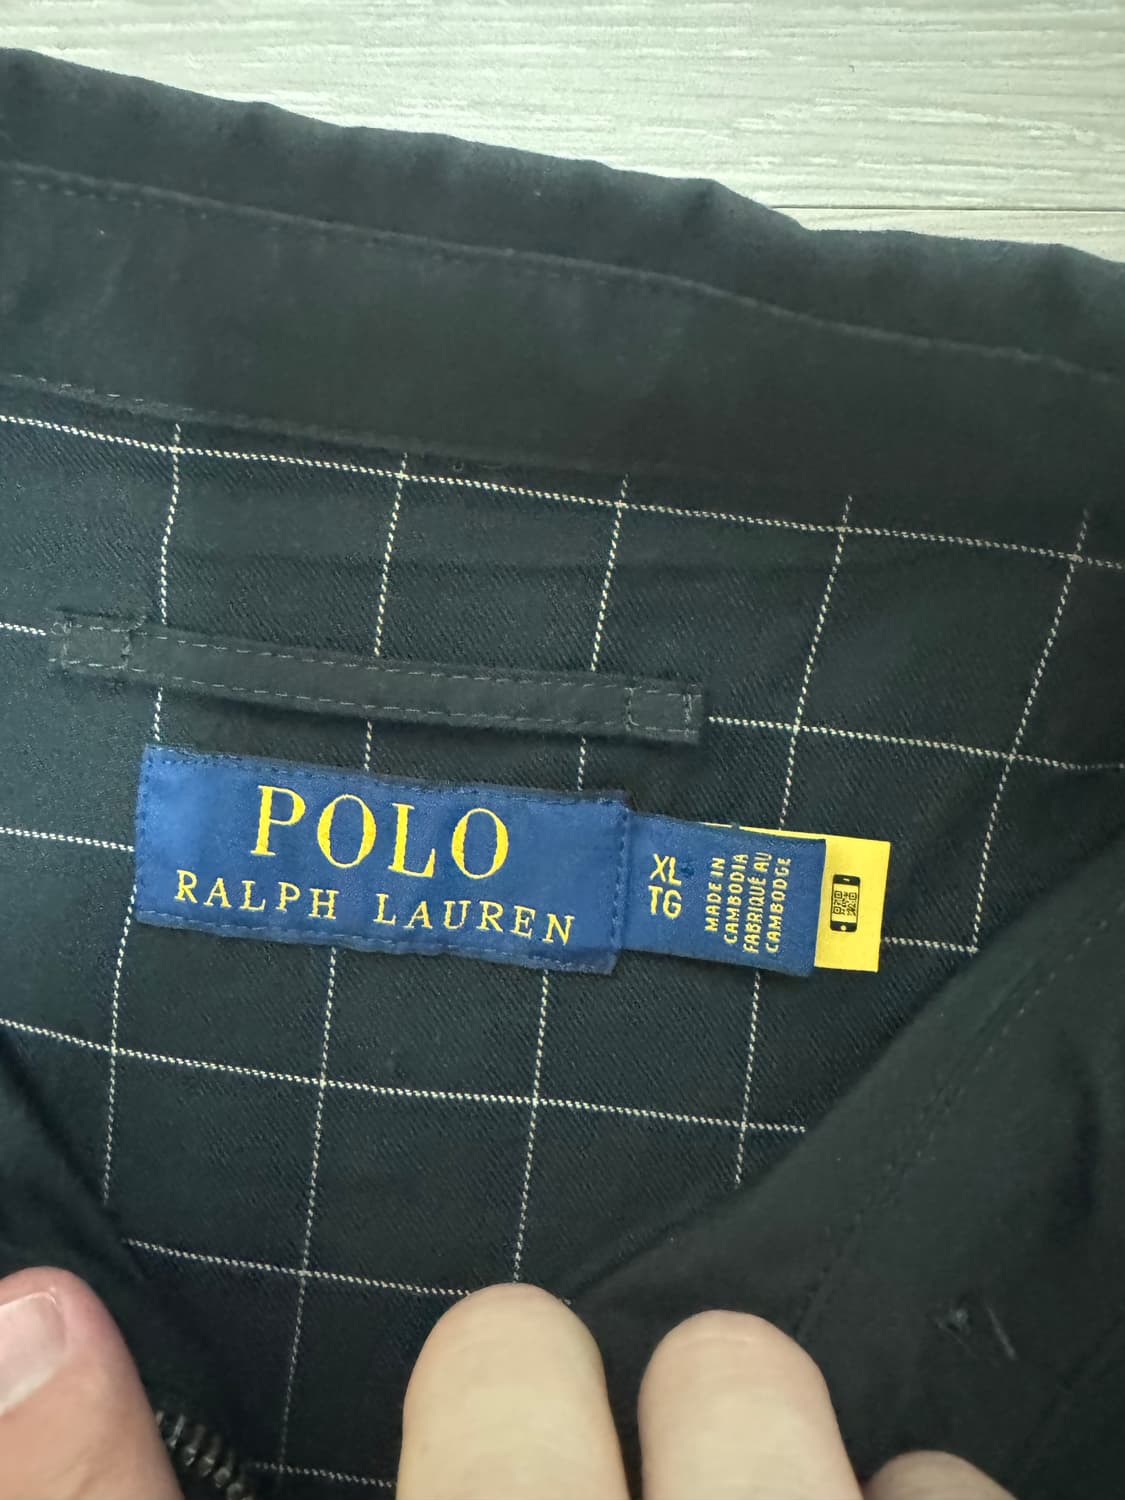 POLO
RALPH LAUREN
XL
TG
MADE IN
CAMBODIA
FABRIQUÉ AU
CAMBODGE